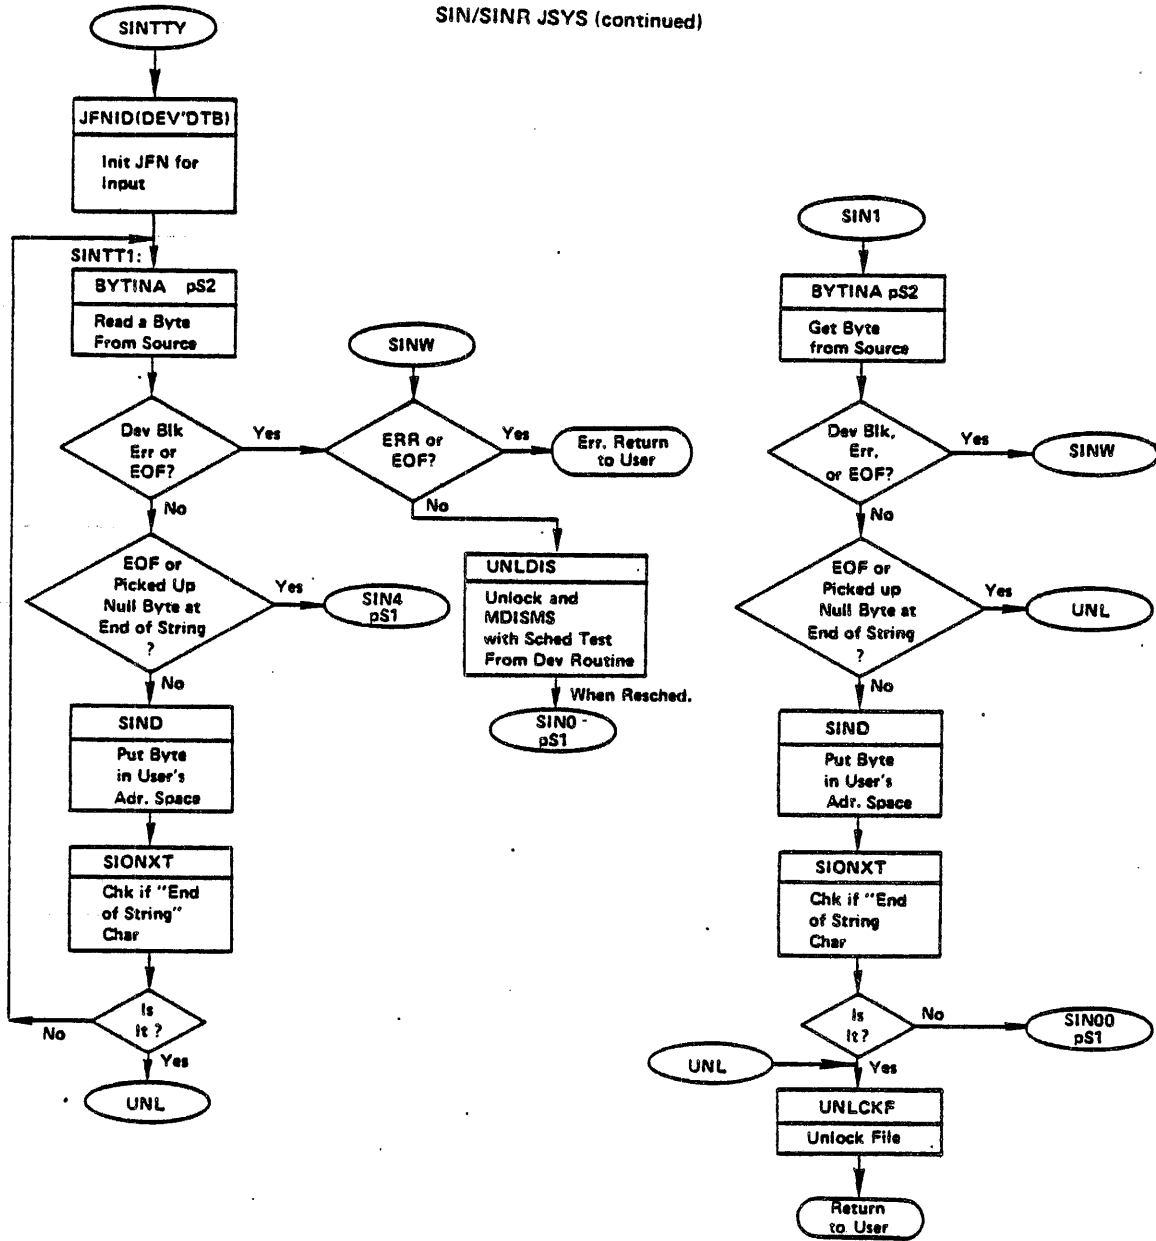 SIN/SINR JSYS (continued)
SINTTY
JFNID(DEV'DTB)
Init JFN for
Input
SINTT1:
BYTINA pS2
Read a Byte
From Source
Dev Blk
Err or
EOF?
Yes
No
SINW
ERR or
EOF?
Yes
Err. Return
to User
No
UNLDIS
Unlock and
MDISMS
with Sched Test
From Dev Routine
When Resched.
SIN0
pS1
EOF or
Picked Up
Null Byte at
End of String
?
Yes
SIN4
pS1
No
SIND
Put Byte
in User's
Adr. Space
SIONXT
Chk if "End
of String"
Char
Is
It ?
No
Yes
UNL
SIN1
BYTINA pS2
Get Byte
from Source
Dev Blk,
Err,
or EOF?
Yes
SINW
No
EOF or
Picked up
Null Byte at
End of String
?
Yes
UNL
No
SIND
Put Byte
in User's
Adr. Space
SIONXT
Chk if "End
of String
Char
Is
It ?
No
SIN00
pS1
UNL
Yes
UNLCKF
Unlock File
Return
to User